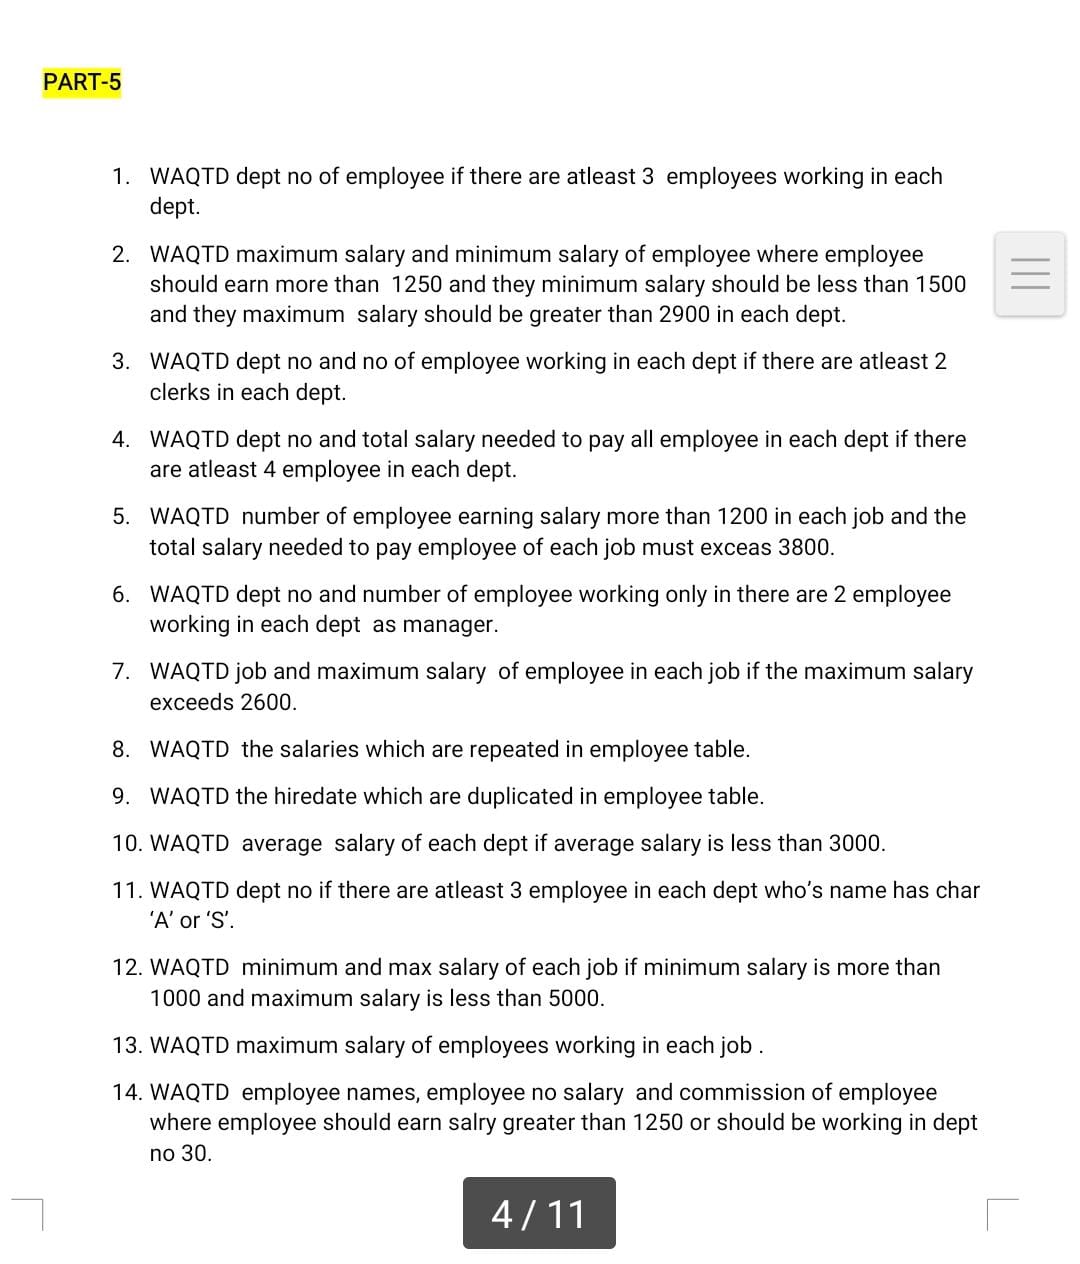 PART-5
1. WAQTD dept no of employee if there are atleast 3  employees working in each
dept.
2. WAQTD maximum salary and minimum salary of employee where employee
should earn more than  1250 and they minimum salary should be less than 1500
and they maximum  salary should be greater than 2900 in each dept.
3. WAQTD dept no and no of employee working in each dept if there are atleast 2
clerks in each dept.
4. WAQTD dept no and total salary needed to pay all employee in each dept if there
are atleast 4 employee in each dept.
5. WAQTD  number of employee earning salary more than 1200 in each job and the
total salary needed to pay employee of each job must exceas 3800.
6. WAQTD dept no and number of employee working only in there are 2 employee
working in each dept  as manager.
7. WAQTD job and maximum salary  of employee in each job if the maximum salary
exceeds 2600.
8. WAQTD  the salaries which are repeated in employee table.
9. WAQTD the hiredate which are duplicated in employee table.
10. WAQTD  average  salary of each dept if average salary is less than 3000.
11. WAQTD dept no if there are atleast 3 employee in each dept who’s name has char
‘A’ or ‘S’.
12. WAQTD  minimum and max salary of each job if minimum salary is more than
1000 and maximum salary is less than 5000.
13. WAQTD maximum salary of employees working in each job .
14. WAQTD  employee names, employee no salary  and commission of employee
where employee should earn salry greater than 1250 or should be working in dept
no 30.
4 / 11